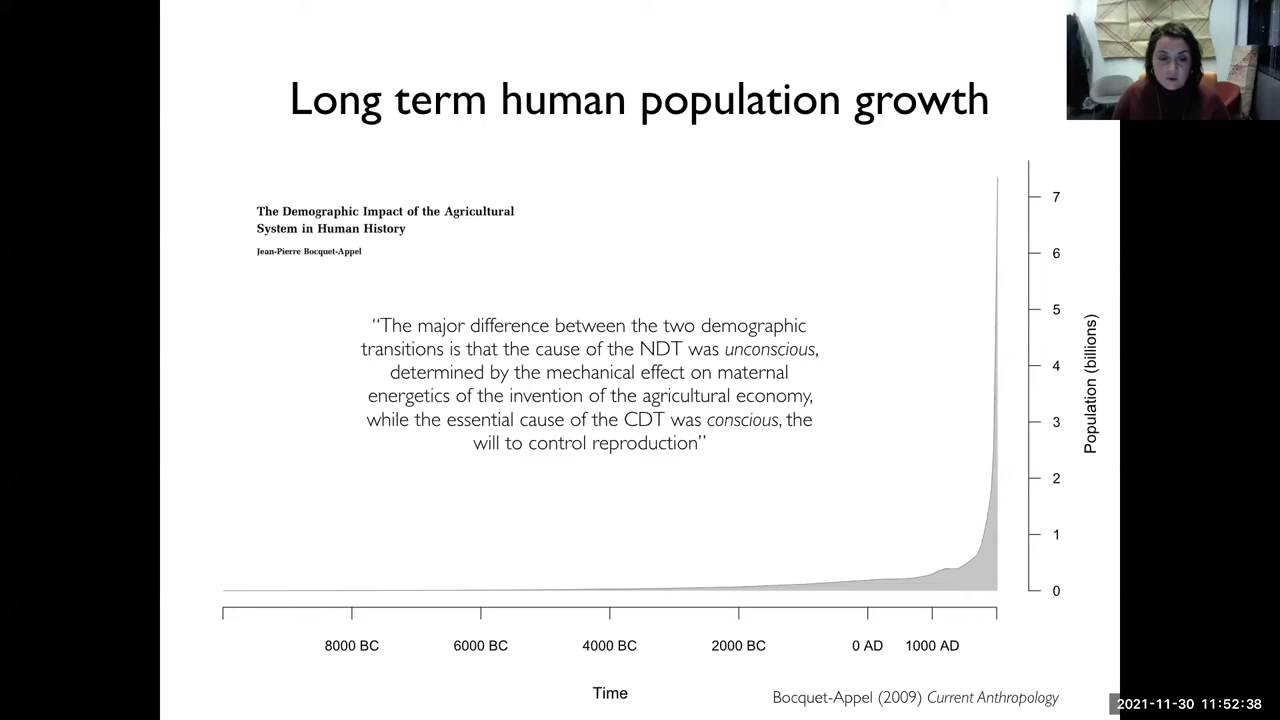 Long term human population growth
The Demographic Impact of the Agricultural
System in Human History
Jean-Pierre Bocquet-Appel
“The major difference between the two demographic
transitions is that the cause of the NDT was unconscious,
determined by the mechanical effect on maternal
energetics of the invention of the agricultural economy,
while the essential cause of the CDT was conscious, the
will to control reproduction”
7
6
5
4
3
2
1
0
Population (billions)
8000 BC
6000 BC
4000 BC
2000 BC
0 AD
1000 AD
Time
Bocquet-Appel (2009) Current Anthropology
2021-11-30 11:52:38